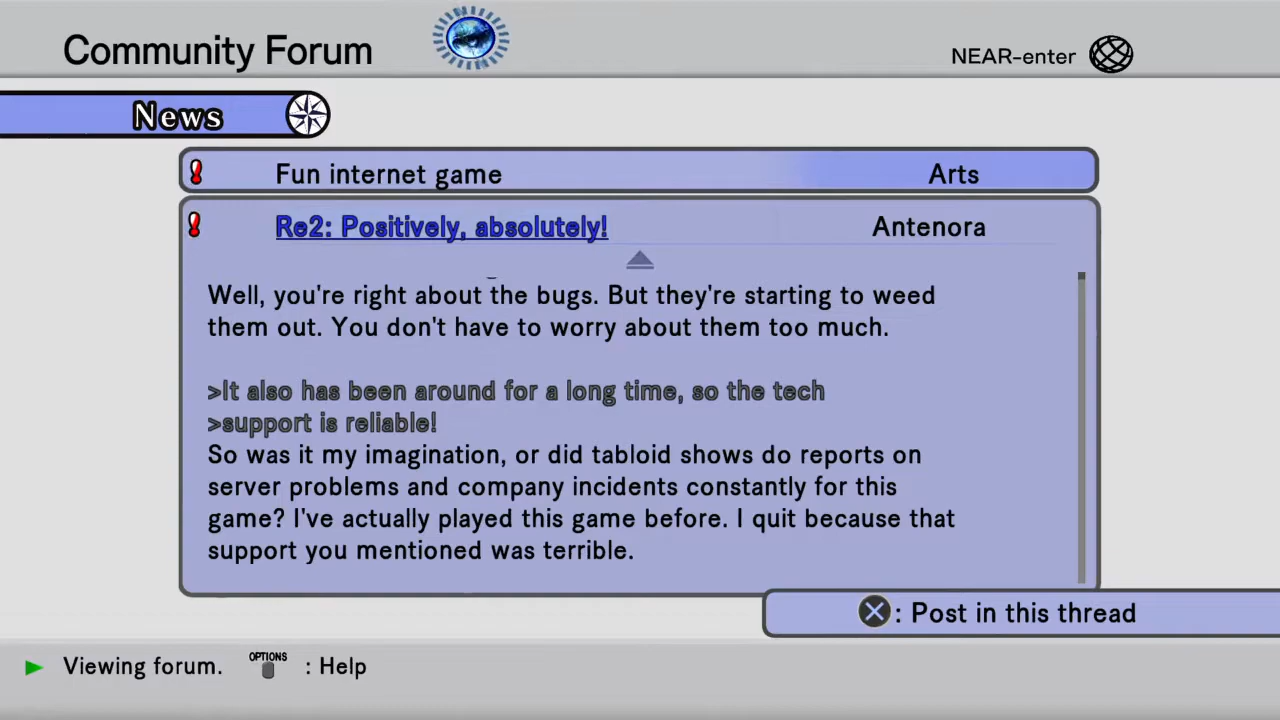 Community Forum
NEAR-enter
News
Fun internet game Arts
Re2: Positively, absolutely! Antenora
Well, you're right about the bugs. But they're starting to weed
them out. You don't have to worry about them too much.
>It also has been around for a long time, so the tech
>support is reliable!
So was it my imagination, or did tabloid shows do reports on
server problems and company incidents constantly for this
game? I've actually played this game before. I quit because that
support you mentioned was terrible.
: Post in this thread
Viewing forum. OPTIONS : Help